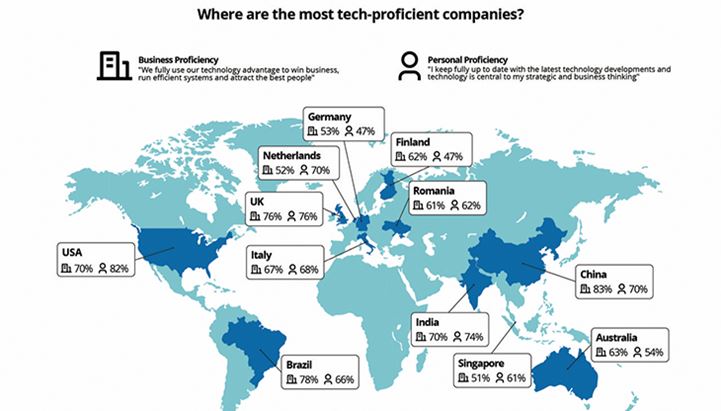 Where are the most tech-proficient companies?
Business Proficiency
"We fully use our technology advantage to win business,
run efficient systems and attract the best people"
Personal Proficiency
"I keep fully up to date with the latest technology developments and
technology is central to my strategic and business thinking"
Germany
53% 47%
Finland
62% 47%
Netherlands
52% 70%
Romania
61% 62%
UK
76% 76%
USA
70% 82%
Italy
67% 68%
China
83% 70%
India
70% 74%
Australia
63% 54%
Singapore
51% 61%
Brazil
78% 66%